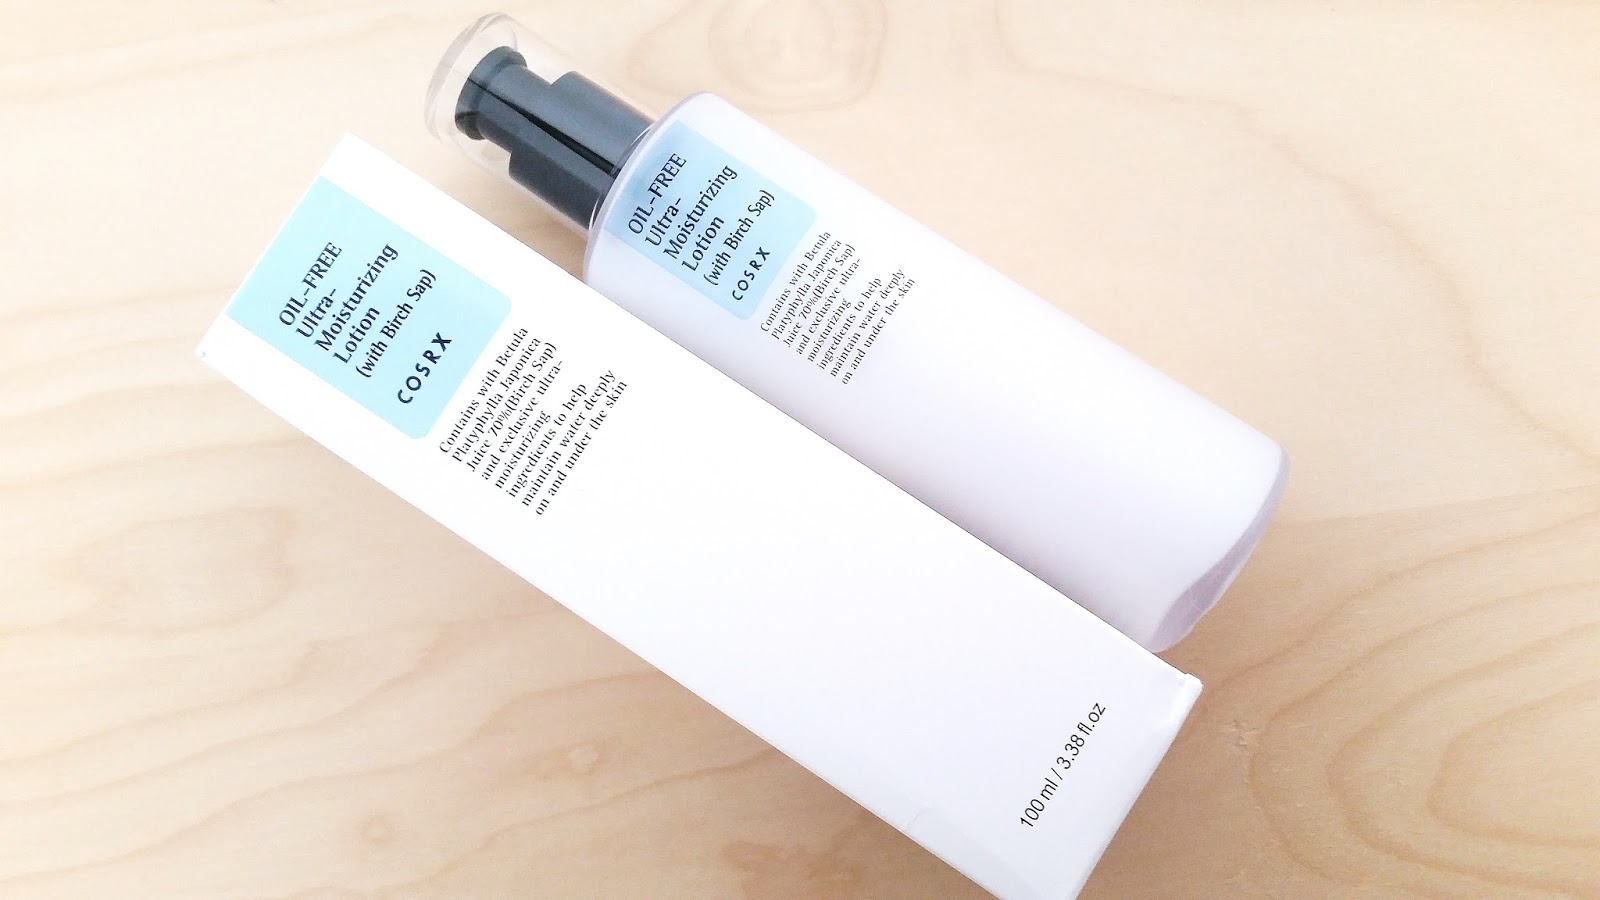 OIL-FREE
Ultra-
Moisturizing
Lotion
(with Birch Sap)
COSRX
Contains with Betula
Platyphylla Japonica
Juice 70%(Birch Sap)
and exclusive ultra-
moisturizing
ingredients to help
maintain water deeply
on and under the skin
100 ml / 3.38 fl.oz
OIL-FREE
Ultra-
Moisturizing
Lotion
(with Birch Sap)
COSRX
Contains with Betula
Platyphylla Japonica
Juice 70%(Birch Sap)
and exclusive ultra-
moisturizing
ingredients to help
maintain water deeply
on and under the skin